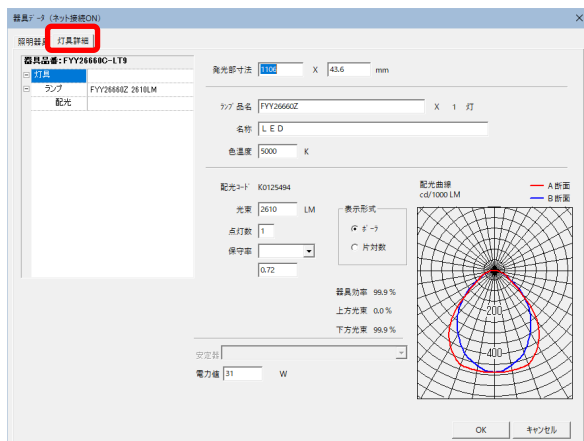 器具データ (ネット接続ON)
照明器具 灯具詳細
器具品番:FYY26660C-LT9
灯具
ランプ FYY26660Z 2610LM
配光
発光部寸法 1106 X 43.6 mm
ランプ 品名 FYY26660Z X 1 灯
名称 LED
色温度 5000 K
配光コード K0125494
光束 2610 LM
点灯数 1
保守率
0.72
表示形式
ポーラ
片対数
器具効率 99.9 %
上方光束 0.0 %
下方光束 99.9 %
安定器
電力値 31 W
配光曲線
cd/1000 LM
A断面
B断面
200
400
OK キャンセル